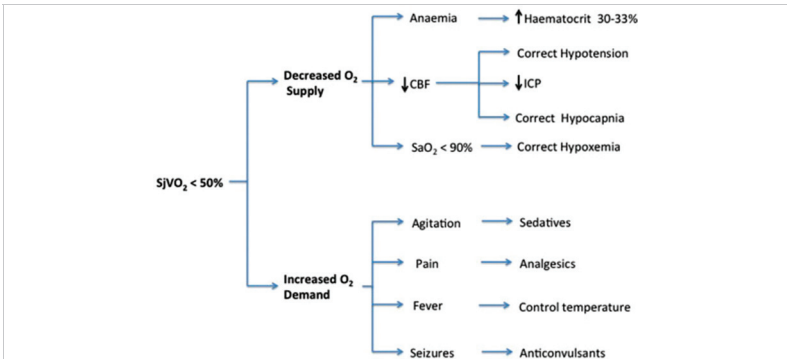 Anaemia
↑Haematocrit 30-33%
Correct Hypotension
Decreased O₂
Supply
↓CBF
↓ICP
Correct Hypocapnia
SaO₂ < 90%
Correct Hypoxemia
SjVO₂ < 50%
Agitation
Sedatives
Pain
Analgesics
Increased O₂
Demand
Fever
Control temperature
Seizures
Anticonvulsants